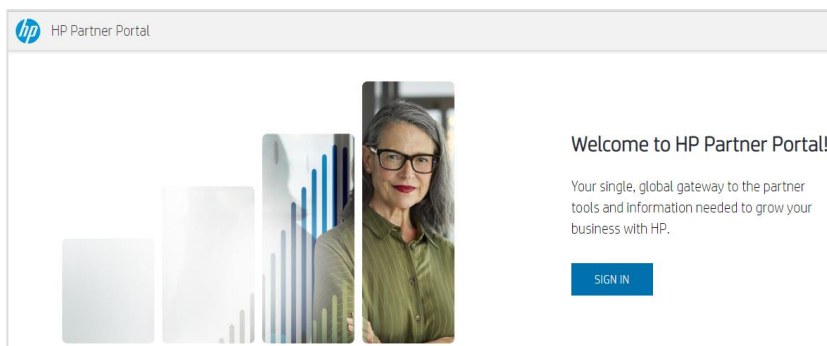 hp HP Partner Portal
Welcome to HP Partner Portal!
Your single, global gateway to the partner
tools and information needed to grow your
business with HP.
SIGN IN